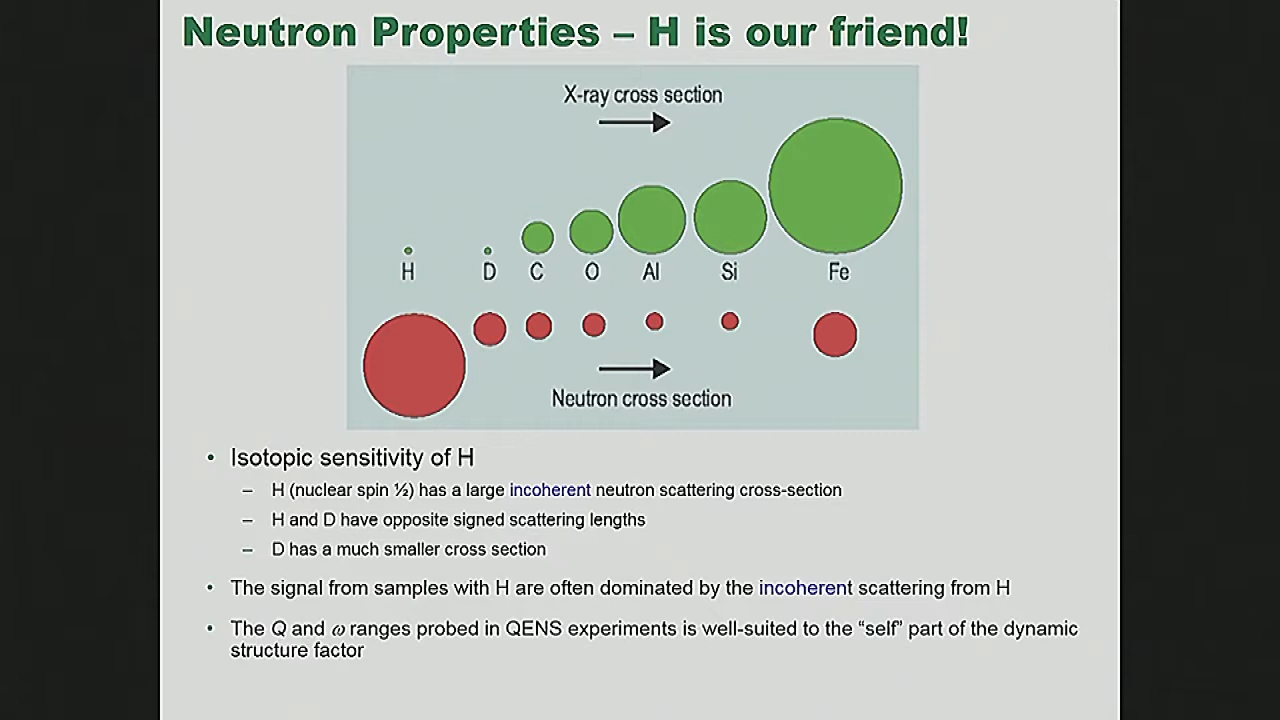 Neutron Properties – H is our friend!
X-ray cross section
H D C O Al Si Fe
Neutron cross section
• Isotopic sensitivity of H
– H (nuclear spin ½) has a large incoherent neutron scattering cross-section
– H and D have opposite signed scattering lengths
– D has a much smaller cross section
• The signal from samples with H are often dominated by the incoherent scattering from H
• The Q and ω ranges probed in QENS experiments is well-suited to the “self” part of the dynamic
structure factor